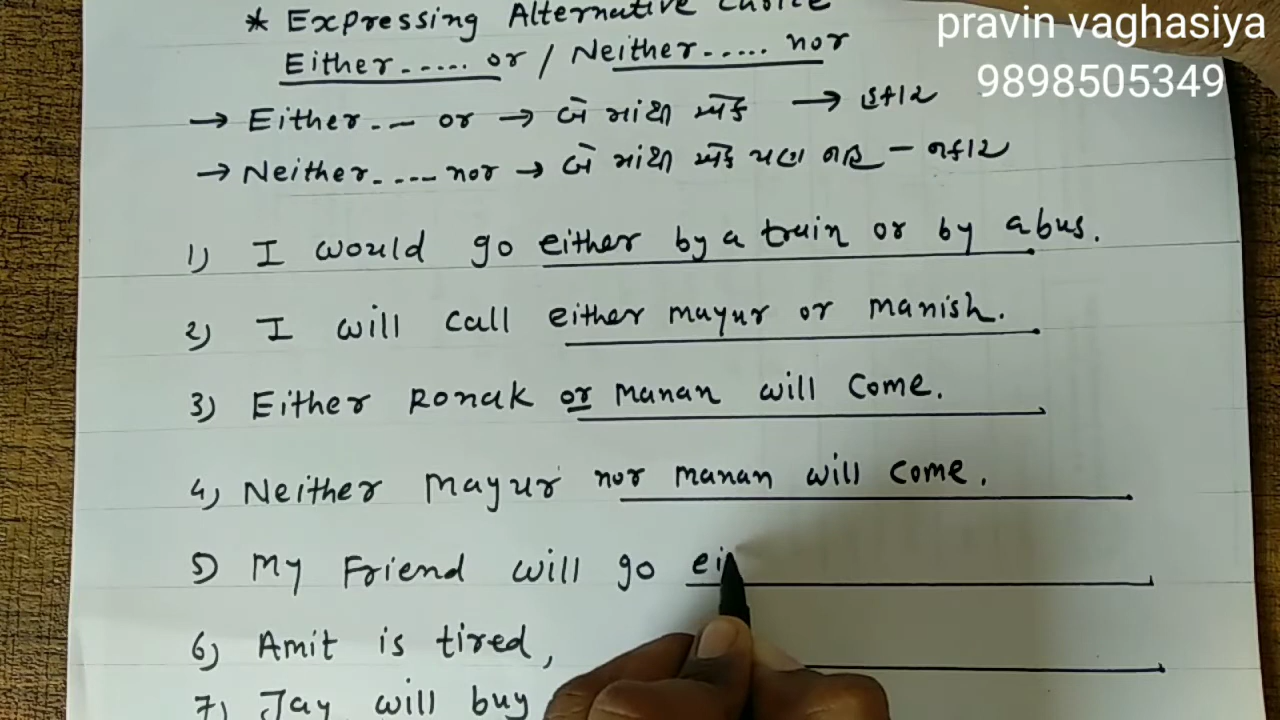 * Expressing Alternative Choice
pravin vaghasiya
9898505349
Either...... or / Neither..... nor
→ Either... or → બે માંથી એક → હકાર
→ Neither..... nor → બે માંથી એક પણ નહિ - નકાર
1) I would go either by a train or by a bus.
2) I will call either mayur or manish.
3) Either Ronak or manan will come.
4) Neither mayur nor manan will come.
5) My Friend will go ei
6) Amit is tired,
7) Jay will buy